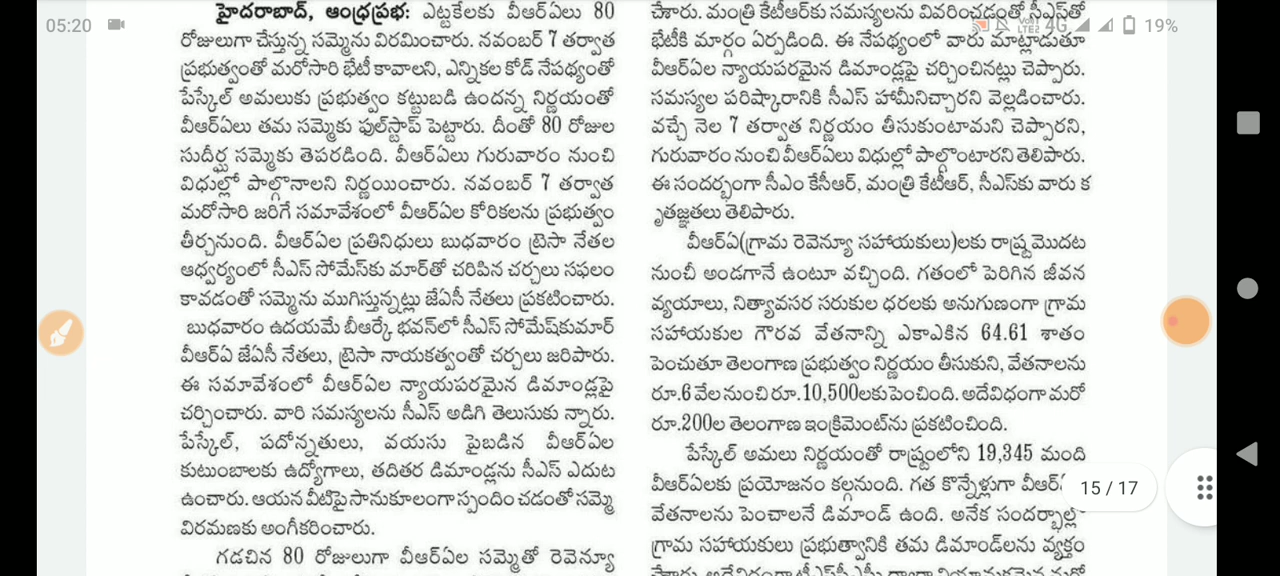 05:20
4G
19%
హైదరాబాద్, ఆంధ్రప్రభ: ఎట్టకేలకు వీఆర్ఏలు 80
రోజులుగా చేస్తున్న సమ్మెను విరమించారు. నవంబర్ 7 తర్వాత
ప్రభుత్వంతో మరోసారి భేటీ కావాలని, ఎన్నికల కోడ్ నేపథ్యంతో
పేస్కేల్ అమలుకు ప్రభుత్వం కట్టుబడి ఉందన్న నిర్ణయంతో
వీఆర్ఏలు తమ సమ్మెకు ఫుల్‌స్టాప్ పెట్టారు. దీంతో 80 రోజుల
సుదీర్ఘ సమ్మెకు తెపరడింది. వీఆర్ఏలు గురువారం నుంచి
విధుల్లో పాల్గొనాలని నిర్ణయించారు. నవంబర్ 7 తర్వాత
మరోసారి జరిగే సమావేశంలో వీఆర్ఏల కోరికలను ప్రభుత్వం
తీర్చనుంది. వీఆర్ఏల ప్రతినిధులు బుధవారం ట్రెసా నేతల
ఆధ్వర్యంలో సీఎస్ సోమేస్‌కు మార్‌తో చరిపిన చర్చలు సఫలం
కావడంతో సమ్మెను ముగిస్తున్నట్లు జేఏసీ నేతలు ప్రకటించారు.
బుధవారం ఉదయమే బీఆర్కే భవన్‌లో సీఎస్ సోమేష్‌కుమార్
వీఆర్ఏ జేఏసీ నేతలు, ట్రెసా నాయకత్వంతో చర్చలు జరిపారు.
ఈ సమావేశంలో వీఆర్ఏల న్యాయపరమైన డిమాండ్లపై
చర్చించారు. వారి సమస్యలను సీఎస్ అడిగి తెలుసుకు న్నారు.
పేస్కేల్, పదోన్నతులు, వయసు పైబడిన వీఆర్ఏల
కుటుంబాలకు ఉద్యోగాలు, తదితర డిమాండ్లను సీఎస్ ఎదుట
ఉంచారు. ఆయన వీటిపై సానుకూలంగా స్పందిం చడంతో సమ్మె
విరమణకు అంగీకరించారు.
గడచిన 80 రోజులుగా వీఆర్ఏల సమ్మెతో రెవెన్యూ
చేశారు. మంత్రి కేటీఆర్‌కు సమస్యలను వివరించడంతో సీఎస్‌తో
భేటీకి మార్గం ఏర్పడింది. ఈ నేపథ్యంలో వారు మాట్లాడుతూ
వీఆర్ఏల న్యాయపరమైన డిమాండ్లపై చర్చించినట్లు చెప్పారు.
సమస్యల పరిష్కారానికి సీఎస్ హామీనిచ్చారని వెల్లడించారు.
వచ్చే నెల 7 తర్వాత నిర్ణయం తీసుకుంటామని చెప్పారని,
గురువారం నుంచి వీఆర్ఏలు విధుల్లో పాల్గొంటారని తెలిపారు.
ఈ సందర్భంగా సీఎం కేసీఆర్, మంత్రి కేటీఆర్, సీఎస్‌కు వారు క
ృతజ్ఞతలు తెలిపారు.
వీఆర్ఏ(గ్రామ రెవెన్యూ సహాయకులు)లకు రాష్ట్ర మొదట
నుంచీ అండగానే ఉంటూ వచ్చింది. గతంలో పెరిగిన జీవన
వ్యయాలు, నిత్యావసర సరుకుల ధరలకు అనుగుణంగా గ్రామ
సహాయకుల గౌరవ వేతనాన్ని ఎకాఎకిన 64.61 శాతం
పెంచుతూ తెలంగాణ ప్రభుత్వం నిర్ణయం తీసుకుని, వేతనాలను
రూ.6 వేల నుంచి రూ.10,500లకు పెంచింది. అదేవిధంగా మరో
రూ.200ల తెలంగాణ ఇంక్రిమెంట్‌ను ప్రకటించింది.
పేస్కేల్ అమలు నిర్ణయంతో రాష్ట్రంలోని 19,345 మంది
వీఆర్ఏలకు ప్రయోజనం కల్గనుంది. గత కొన్నేళ్లుగా
వేతనాలను పెంచాలనే డిమాండ్ ఉంది. అనేక సందర్భాల్లో
గ్రామ సహాయకులు ప్రభుత్వానికి తమ డిమాండ్‌లను వ్యక్తం
15 / 17